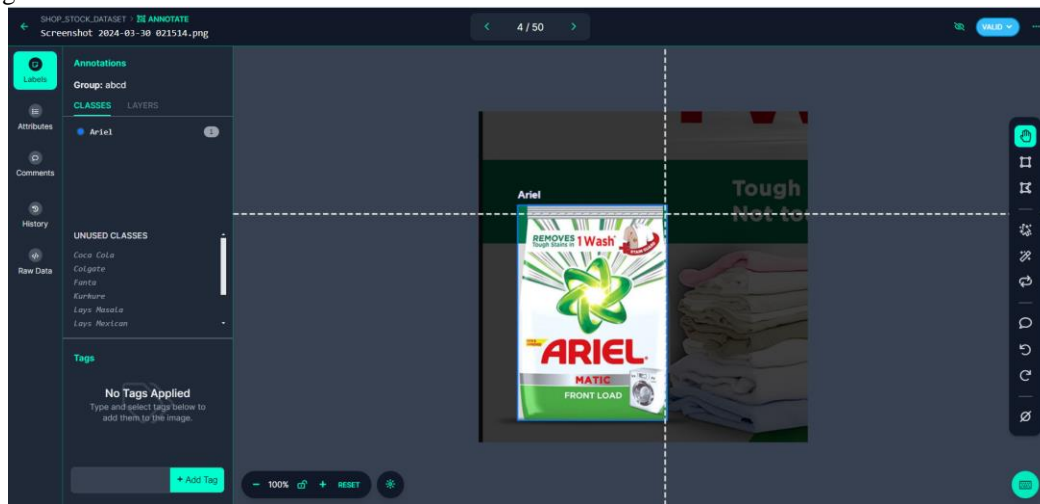 g
SHOP_STOCK_DATASET > ANNOTATE
Screenshot 2024-03-30 021514.png
4 / 50
VALID
Labels
Attributes
Comments
History
Raw Data
Annotations
Group: abcd
CLASSES LAYERS
Ariel 1
UNUSED CLASSES
Coca Cola
Colgate
Fanta
Kurkure
Lays Masala
Lays Mexican
Tags
No Tags Applied
Type and select tags below to
add them to the image.
+ Add Tag
Ariel
Tough
Not to
REMOVES
Tough Stains in 1 Wash
ARIEL
MATIC
FRONT LOAD
- 100% + RESET